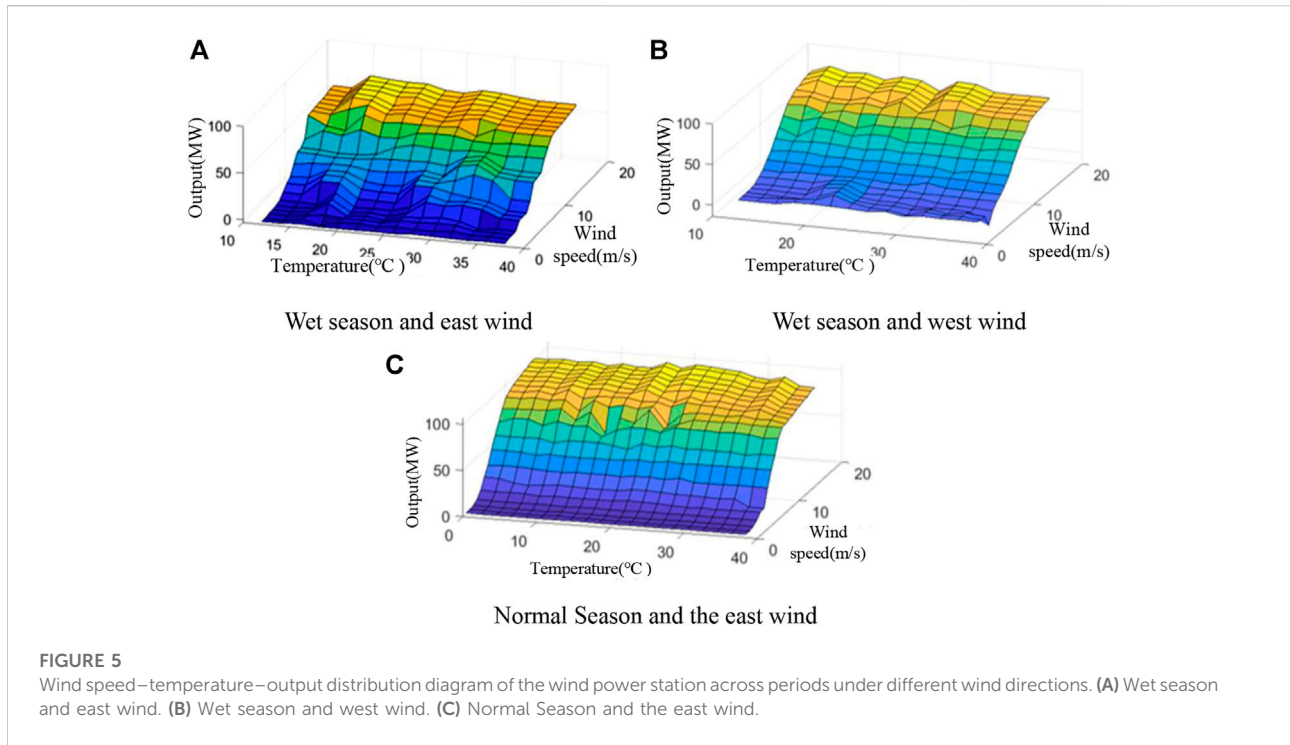 A
Output(MW)
100
50
0
10
15
20
25
30
35
40
Temperature(°C )
0
10
20
Wind
speed(m/s)
Wet season and east wind
B
Output(MW)
100
50
0
10
20
30
40
Temperature(°C )
0
10
20
Wind
speed(m/s)
Wet season and west wind
C
Output(MW)
100
50
0
0
10
20
30
40
Temperature(°C )
0
10
20
Wind
speed(m/s)
Normal Season and the east wind
FIGURE 5
Wind speed–temperature–output distribution diagram of the wind power station across periods under different wind directions. (A) Wet season
and east wind. (B) Wet season and west wind. (C) Normal Season and the east wind.